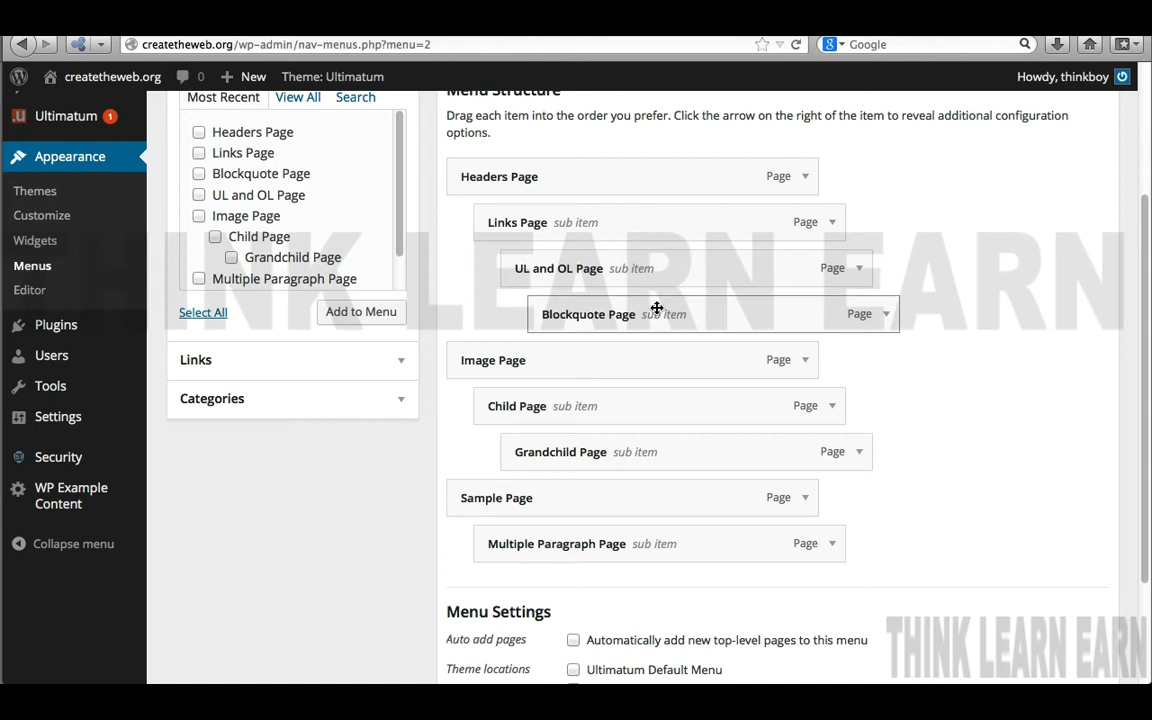 createtheweb.org/wp-admin/nav-menus.php?menu=2
Google
createtheweb.org
0
New
Theme: Ultimatum
Howdy, thinkboy
Ultimatum 1
Appearance
Themes
Customize
Widgets
Menus
Editor
Plugins
Users
Tools
Settings
Security
WP Example
Content
Collapse menu
Most Recent
View All
Search
Headers Page
Links Page
Blockquote Page
UL and OL Page
Image Page
Child Page
Grandchild Page
Multiple Paragraph Page
Select All
Add to Menu
Links
Categories
Menu Structure
Drag each item into the order you prefer. Click the arrow on the right of the item to reveal additional configuration
options.
Headers Page Page
Links Page sub item Page
UL and OL Page sub item Page
Blockquote Page sub item Page
Image Page Page
Child Page sub item Page
Grandchild Page sub item Page
Sample Page Page
Multiple Paragraph Page sub item Page
Menu Settings
Auto add pages
Automatically add new top-level pages to this menu
Theme locations
Ultimatum Default Menu
THINK LEARN EARN
THINK LEARN EARN